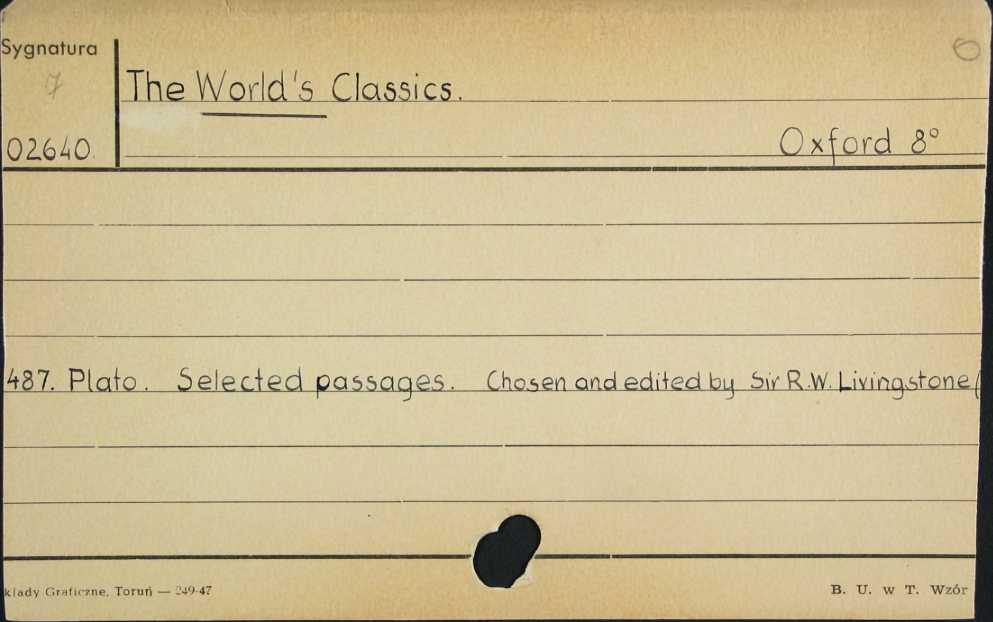 Sygnatura
The World's Classics.
02640
Oxford 8°
487. Plato. Selected passages. Chosen and edited by Sir R.W. Livingstone
kłady Graficzne, Toruń — 249-47
B. U. w T. Wzór